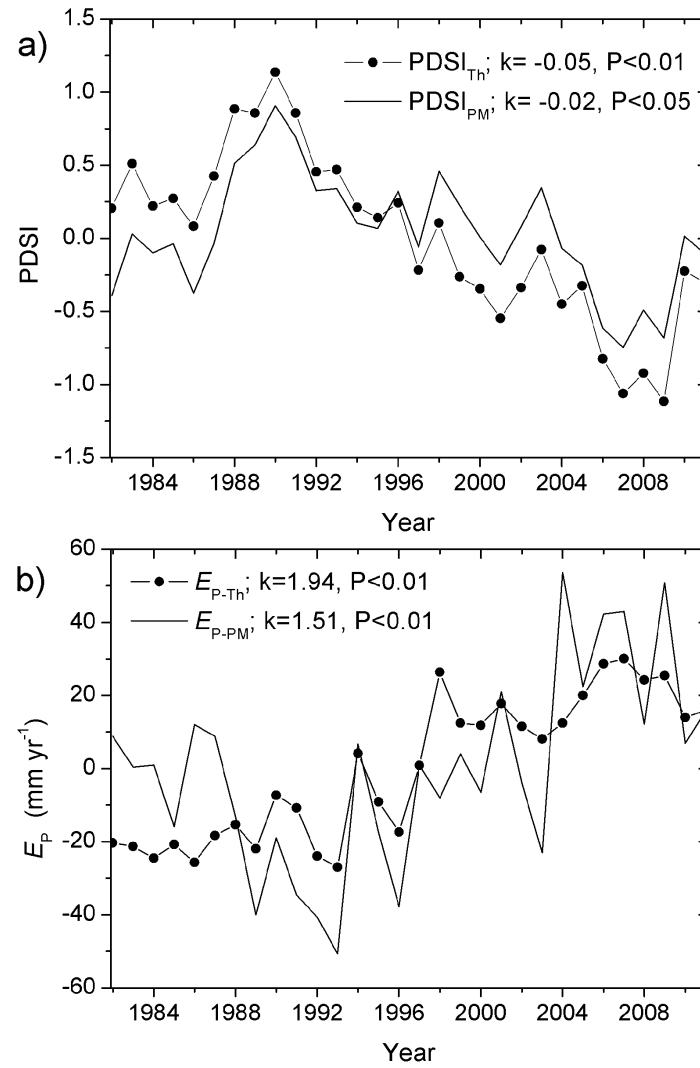 a)
PDSI_Th; k= -0.05, P<0.01
PDSI_PM; k= -0.02, P<0.05
1.5
1.0
0.5
0.0
-0.5
-1.0
-1.5
PDSI
1984 1988 1992 1996 2000 2004 2008
Year
b)
E_P-Th; k=1.94, P<0.01
E_P-PM; k=1.51, P<0.01
60
40
20
0
-20
-40
-60
E_P (mm yr^-1)
1984 1988 1992 1996 2000 2004 2008
Year